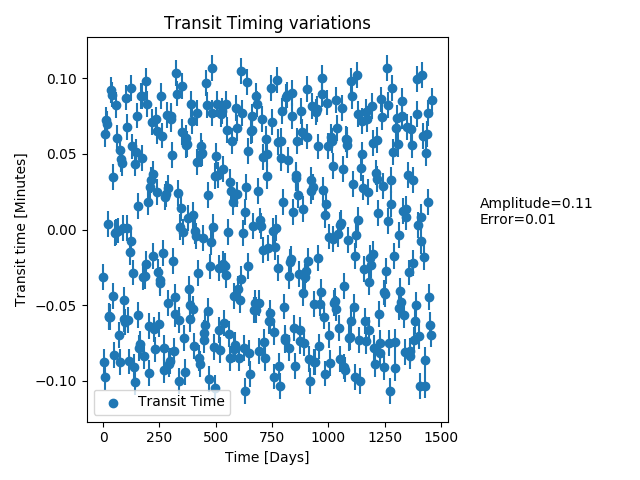 Transit Timing variations
Transit time [Minutes]
0.10
0.05
0.00
−0.05
−0.10
Amplitude=0.11
Error=0.01
Transit Time
0 250 500 750 1000 1250 1500
Time [Days]